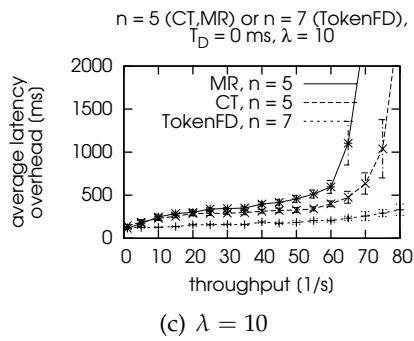 n = 5 (CT,MR) or n = 7 (TokenFD),
T_D = 0 ms, λ = 10
average latency
overhead (ms)
2000
1500
1000
500
0
MR, n = 5
CT, n = 5
TokenFD, n = 7
0 10 20 30 40 50 60 70 80
throughput [1/s]
(c) λ = 10